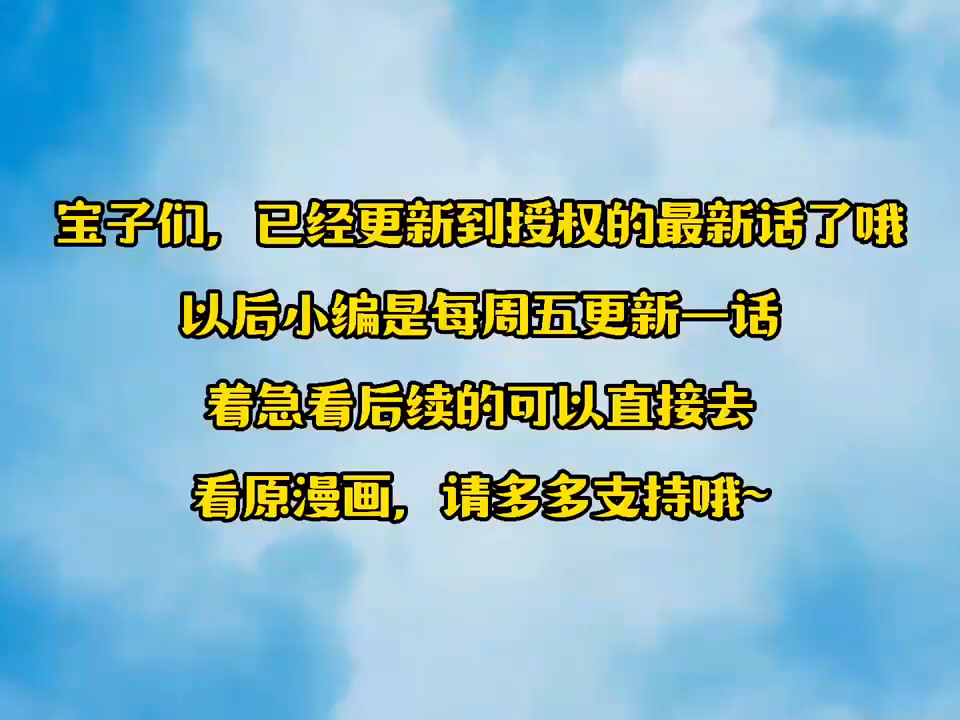 宝子们，已经更新到授权的最新话了哦
以后小编是每周五更新一话
着急看后续的可以直接去
看原漫画，请多多支持哦~